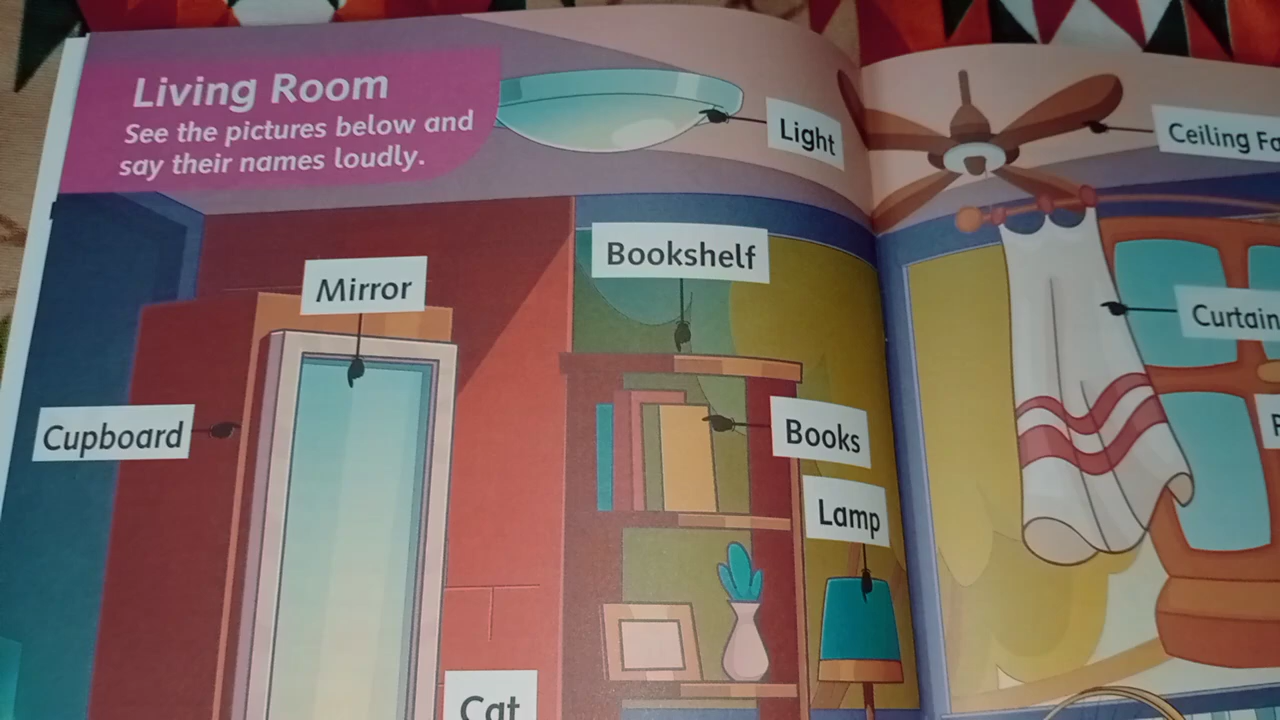 Living Room
See the pictures below and
say their names loudly.
Light
Ceiling
Bookshelf
Mirror
Curtain
Cupboard
Books
Lamp
Cat